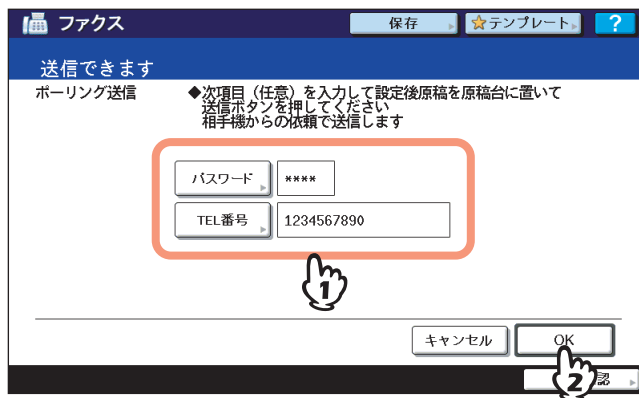 ファクス
保存
テンプレート
?
送信できます
ポーリング送信
◆次項目（任意）を入力して設定後原稿を原稿台に置いて
送信ボタンを押してください
相手機からの依頼で送信します
パスワード
****
TEL番号
1234567890
1
キャンセル
OK
2
認